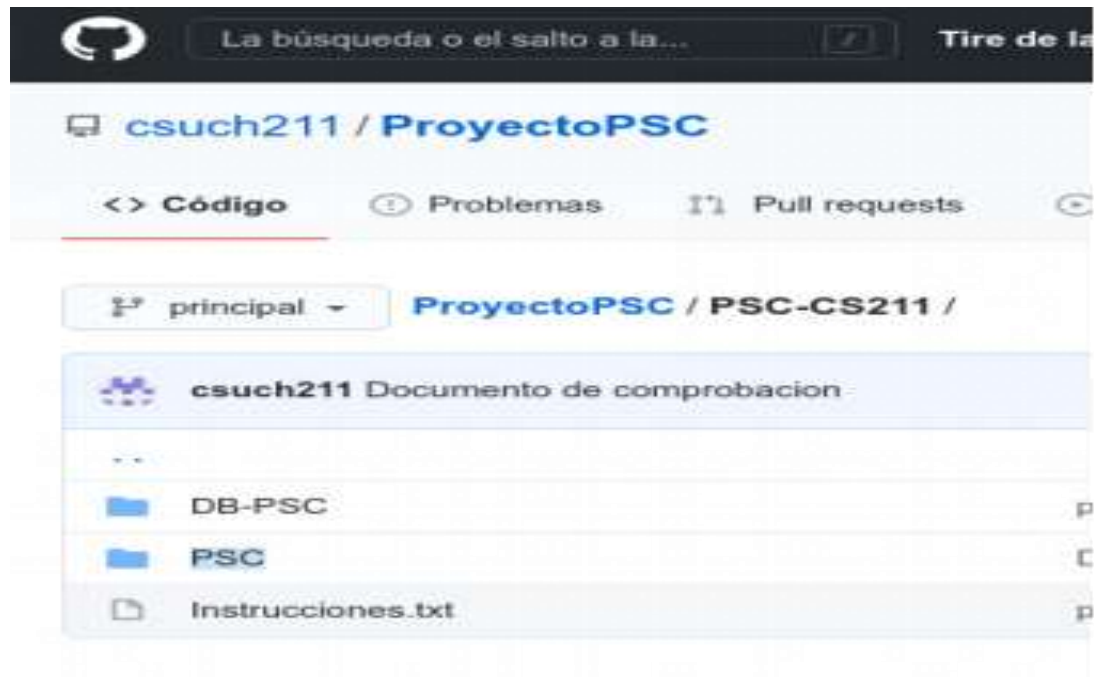 La búsqueda o el salto a la... / Tire de la
csuch211 / ProyectoPSC
<> Código Problemas Pull requests
principal ProyectoPSC / PSC-CS211 /
csuch211 Documento de comprobacion
..
DB-PSC p
PSC D
Instrucciones.txt p